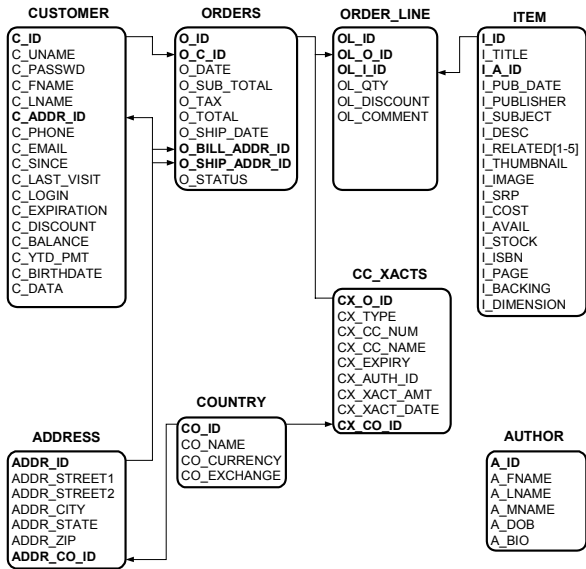 CUSTOMER
C_ID
C_UNAME
C_PASSWD
C_FNAME
C_LNAME
C_ADDR_ID
C_PHONE
C_EMAIL
C_SINCE
C_LAST_VISIT
C_LOGIN
C_EXPIRATION
C_DISCOUNT
C_BALANCE
C_YTD_PMT
C_BIRTHDATE
C_DATA
ORDERS
O_ID
O_C_ID
O_DATE
O_SUB_TOTAL
O_TAX
O_TOTAL
O_SHIP_DATE
O_BILL_ADDR_ID
O_SHIP_ADDR_ID
O_STATUS
ORDER_LINE
OL_ID
OL_O_ID
OL_I_ID
OL_QTY
OL_DISCOUNT
OL_COMMENT
ITEM
I_ID
I_TITLE
I_A_ID
I_PUB_DATE
I_PUBLISHER
I_SUBJECT
I_DESC
I_RELATED[1-5]
I_THUMBNAIL
I_IMAGE
I_SRP
I_COST
I_AVAIL
I_STOCK
I_ISBN
I_PAGE
I_BACKING
I_DIMENSION
CC_XACTS
CX_O_ID
CX_TYPE
CX_CC_NUM
CX_CC_NAME
CX_EXPIRY
CX_AUTH_ID
CX_XACT_AMT
CX_XACT_DATE
CX_CO_ID
COUNTRY
CO_ID
CO_NAME
CO_CURRENCY
CO_EXCHANGE
ADDRESS
ADDR_ID
ADDR_STREET1
ADDR_STREET2
ADDR_CITY
ADDR_STATE
ADDR_ZIP
ADDR_CO_ID
AUTHOR
A_ID
A_FNAME
A_LNAME
A_MNAME
A_DOB
A_BIO